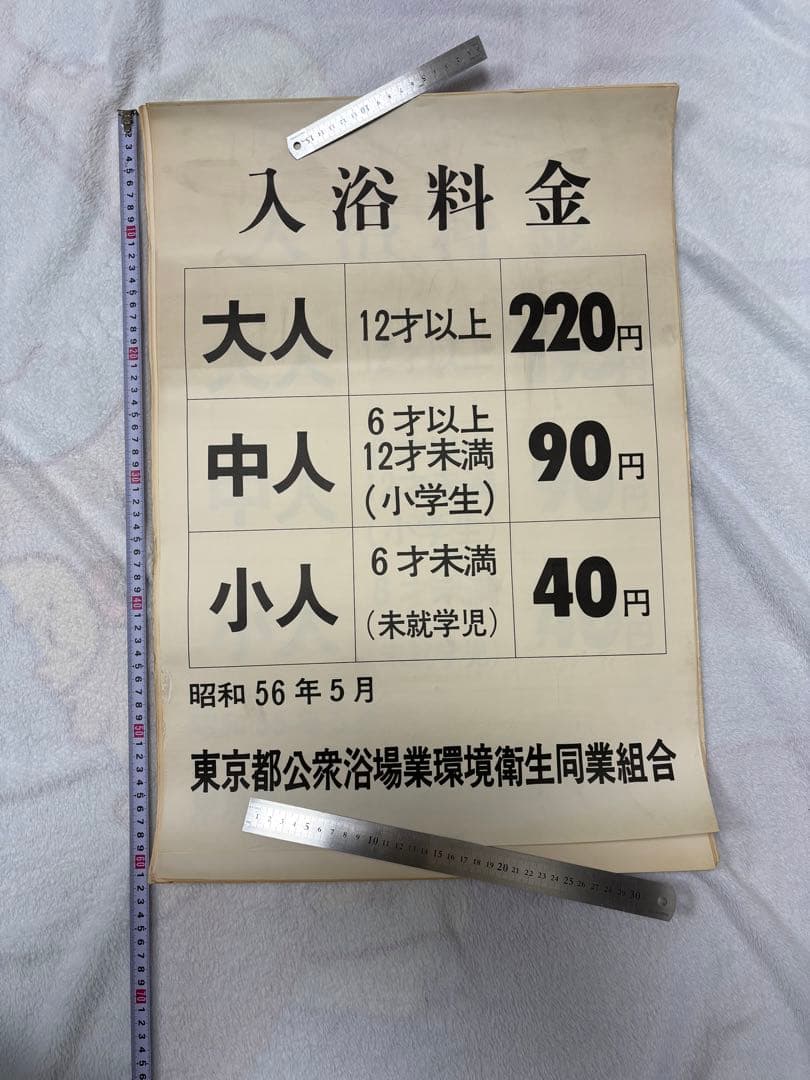 入浴料金
大人 12才以上 220円
中人 6才以上
12才未満
(小学生) 90円
小人 6才未満
(未就学児) 40円
昭和56年5月
東京都公衆浴場業環境衛生同業組合